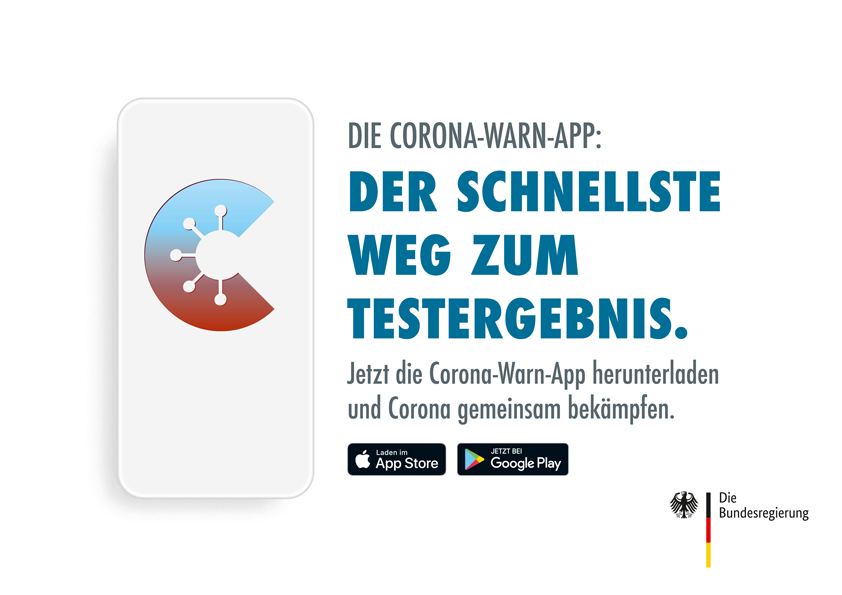 DIE CORONA-WARN-APP:
DER SCHNELLSTE
WEG ZUM
TESTERGEBNIS.
Jetzt die Corona-Warn-App herunterladen
und Corona gemeinsam bekämpfen.
Laden im
App Store
JETZT BEI
Google Play
Die
Bundesregierung